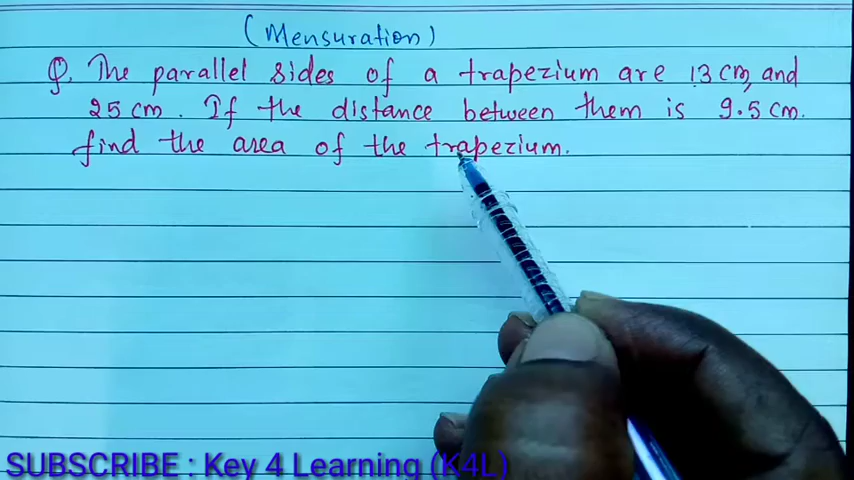 (Mensuration)
Q. The parallel sides of a trapezium are 13 cm, and
25 cm. If the distance between them is 9.5 cm.
find the area of the trapezium.
SUBSCRIBE : Key 4 Learning (K4L)